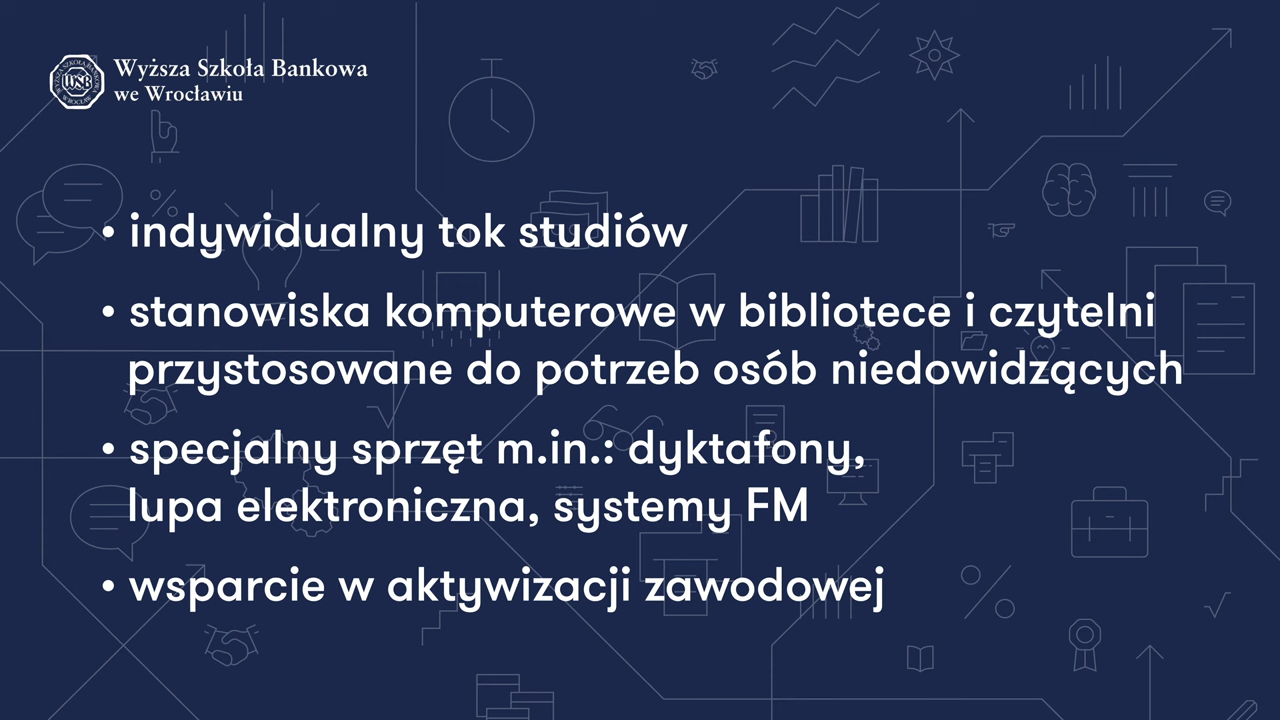 Wyższa Szkoła Bankowa
we Wrocławiu
WSB
• indywidualny tok studiów
• stanowiska komputerowe w bibliotece i czytelni
przystosowane do potrzeb osób niedowidzących
• specjalny sprzęt m.in.: dyktafony,
lupa elektroniczna, systemy FM
• wsparcie w aktywizacji zawodowej